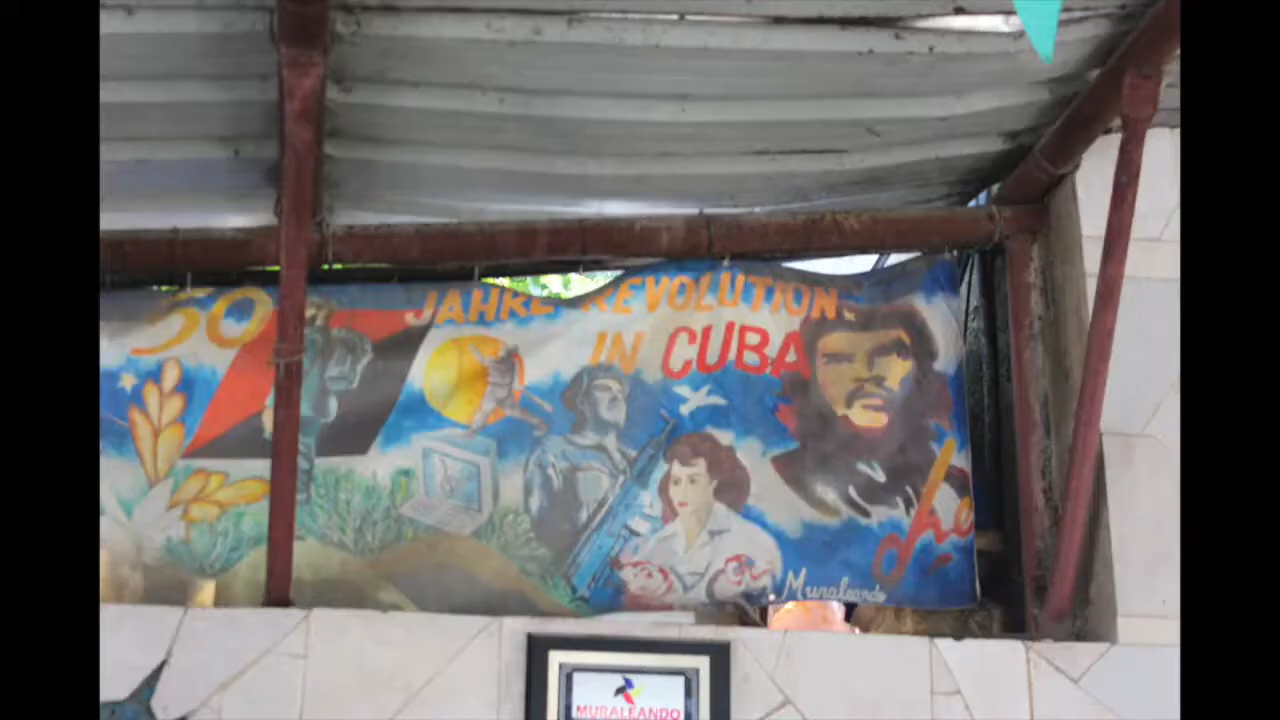 50 JAHRE REVOLUTION
IN CUBA
che
Muraleando
MURALEANDO